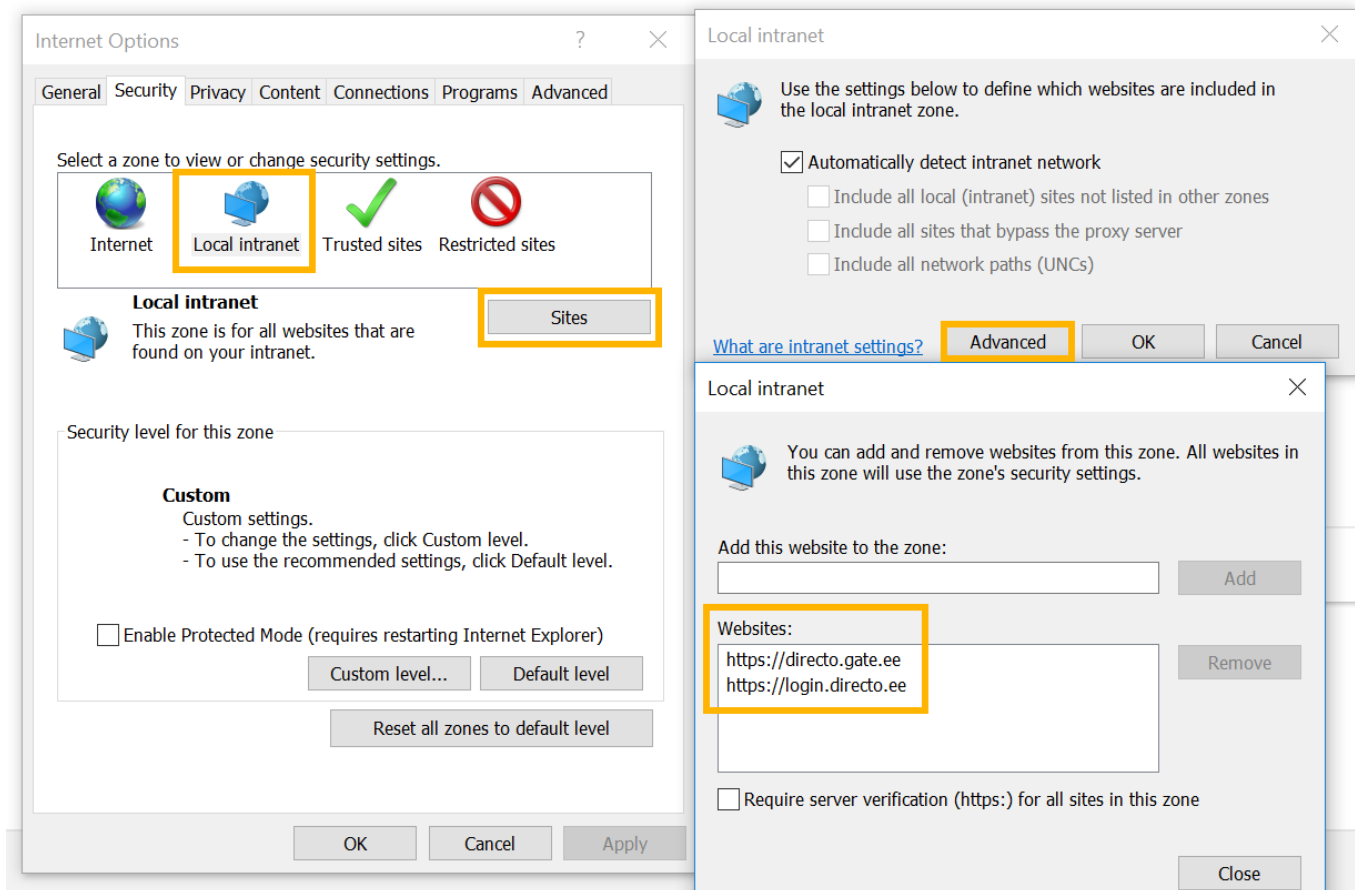 Internet Options
General Security Privacy Content Connections Programs Advanced
Select a zone to view or change security settings.
Internet Local intranet Trusted sites Restricted sites
Local intranet
This zone is for all websites that are
found on your intranet.
Sites
Security level for this zone
Custom
Custom settings.
- To change the settings, click Custom level.
- To use the recommended settings, click Default level.
Enable Protected Mode (requires restarting Internet Explorer)
Custom level... Default level
Reset all zones to default level
OK Cancel Apply
Local intranet
Use the settings below to define which websites are included in
the local intranet zone.
Automatically detect intranet network
Include all local (intranet) sites not listed in other zones
Include all sites that bypass the proxy server
Include all network paths (UNCs)
What are intranet settings? Advanced OK Cancel
Local intranet
You can add and remove websites from this zone. All websites in
this zone will use the zone's security settings.
Add this website to the zone:
Add
Websites:
https://directo.gate.ee
https://login.directo.ee
Remove
Require server verification (https:) for all sites in this zone
Close